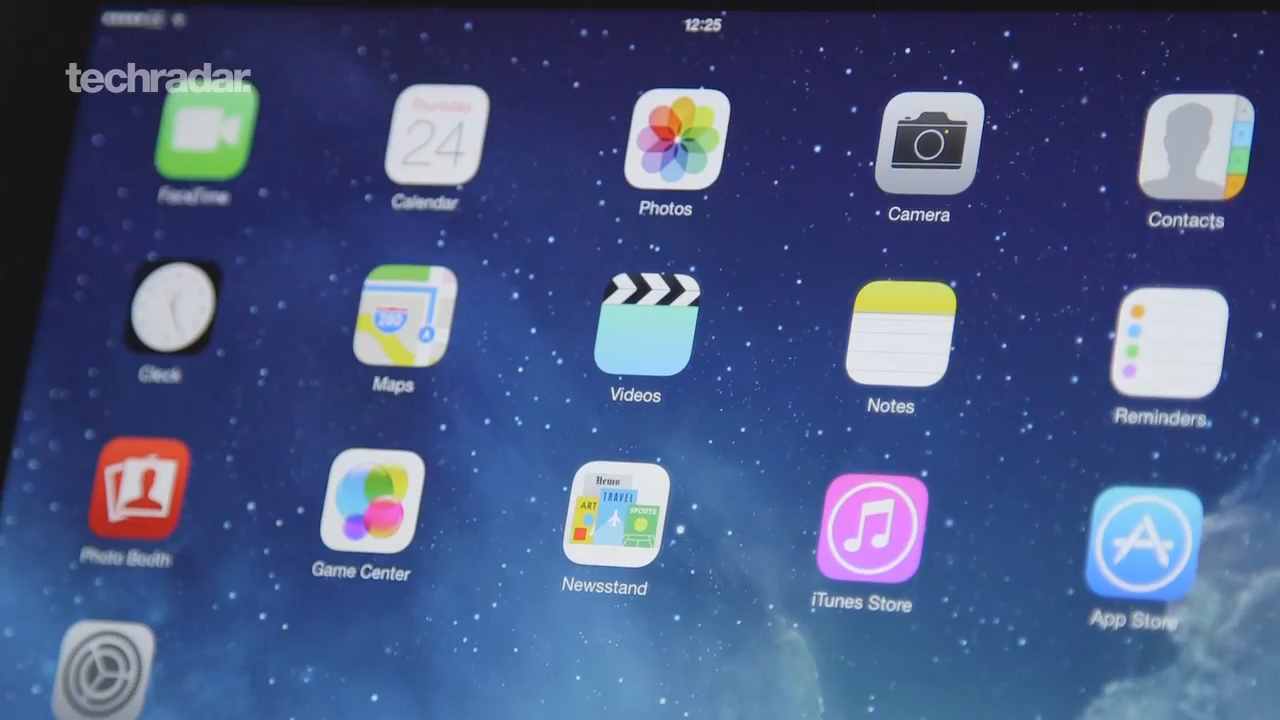 12:25
techradar.
Thursday
24
FaceTime
Calendar
Photos
Camera
Contacts
280
Clock
Maps
Videos
Notes
Reminders
News
TRAVEL
ART
SPORTS
Photo Booth
Game Center
Newsstand
iTunes Store
App Store